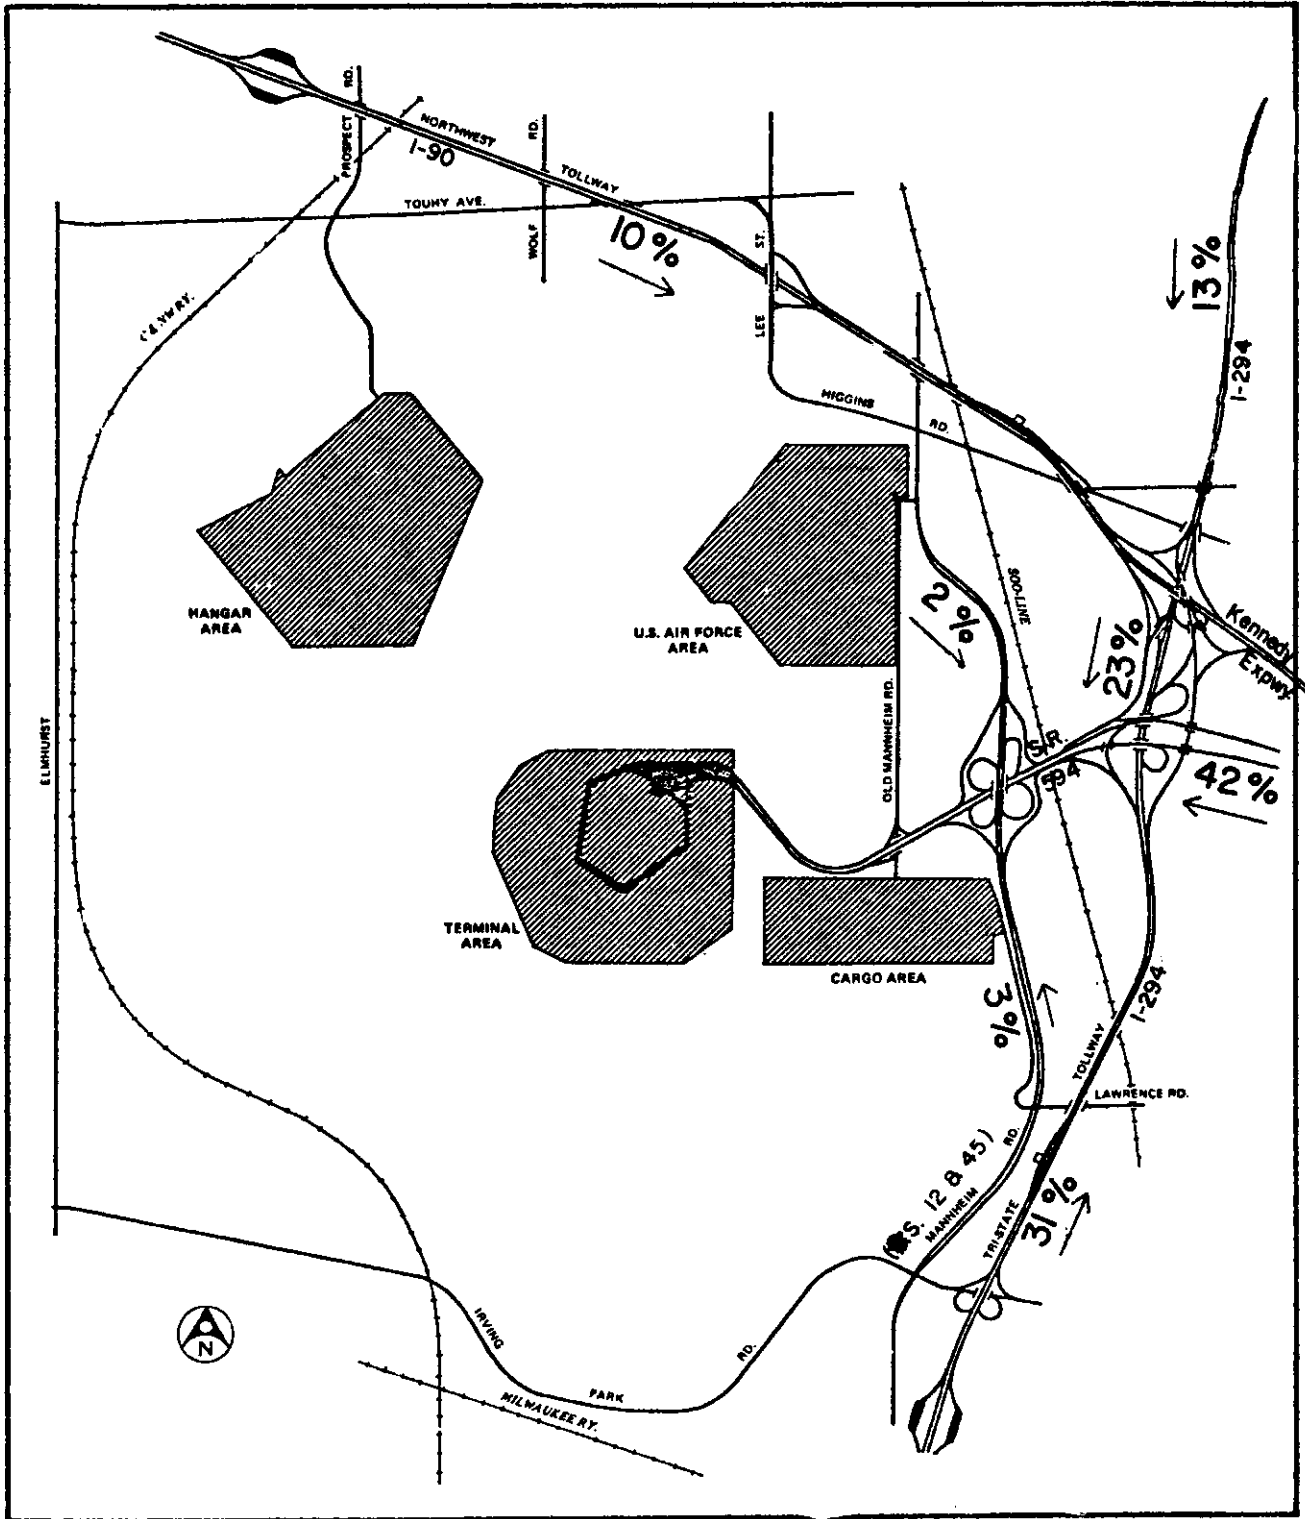 PROSPECT RD.
NORTHWEST
TOLLWAY
I-90
WOLF RD.
TOUHY AVE.
10%
LEE ST.
13%
I-294
C & NW RY.
HIGGINS
RD.
HANGAR
AREA
U.S. AIR FORCE
AREA
2%
SOO-LINE
23%
Kennedy
Expwy.
ELMHURST
OLD MANNHEIM RD.
S.R.
594
42%
TERMINAL
AREA
CARGO AREA
3%
I-294
TOLLWAY
LAWRENCE RD.
S. 12 & 45)
MANNHEIM
RD.
TRI-STATE
31%
N
IRVING
PARK
RD.
MILWAUKEE RY.